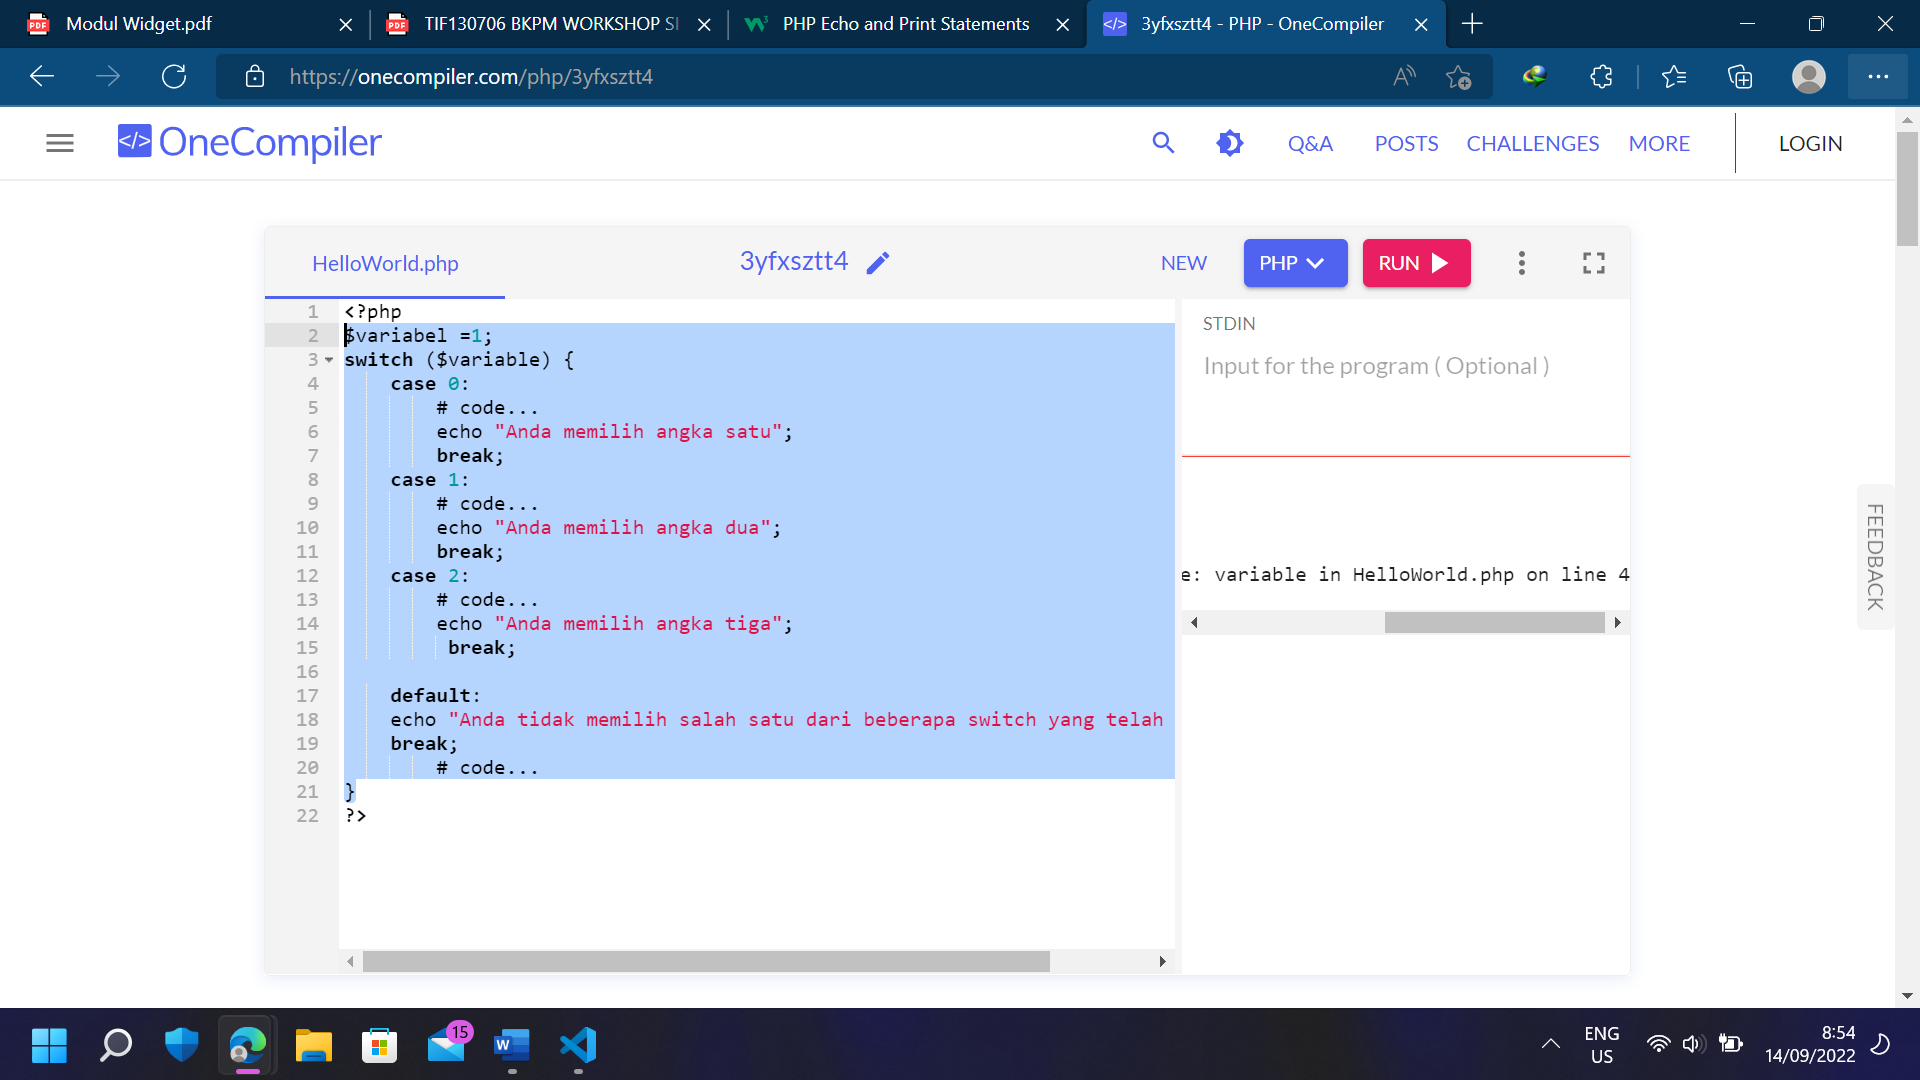 Modul Widget.pdf
TIF130706 BKPM WORKSHOP SI
PHP Echo and Print Statements
3yfxsztt4 - PHP - OneCompiler
https://onecompiler.com/php/3yfxsztt4
</> OneCompiler
Q&A
POSTS
CHALLENGES
MORE
LOGIN
HelloWorld.php
3yfxsztt4
NEW
PHP
RUN
1 <?php
2 $variabel =1;
3 switch ($variable) {
4 case 0:
5 # code...
6 echo "Anda memilih angka satu";
7 break;
8 case 1:
9 # code...
10 echo "Anda memilih angka dua";
11 break;
12 case 2:
13 # code...
14 echo "Anda memilih angka tiga";
15 break;
16
17 default:
18 echo "Anda tidak memilih salah satu dari beberapa switch yang telah
19 break;
20 # code...
21 }
22 ?>
STDIN
Input for the program ( Optional )
e: variable in HelloWorld.php on line 4
FEEDBACK
15
ENG
US
8:54
14/09/2022